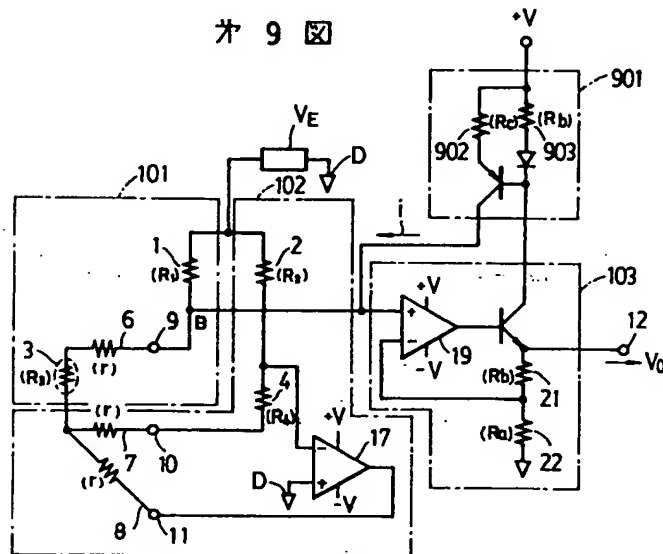 第 9 図
+V
901
(Rc)
(Rb)
902
903
VE
D
101
102
i
1
(R1)
2
(R2)
103
+V
B
+
12
6
9
19
V0
3
(r)
-
-V
(R3)
4
(Rb)
21
(r)
(R4)
+V
17
(Ra)
22
7
10
-
(r)
D
+
-V
8
11